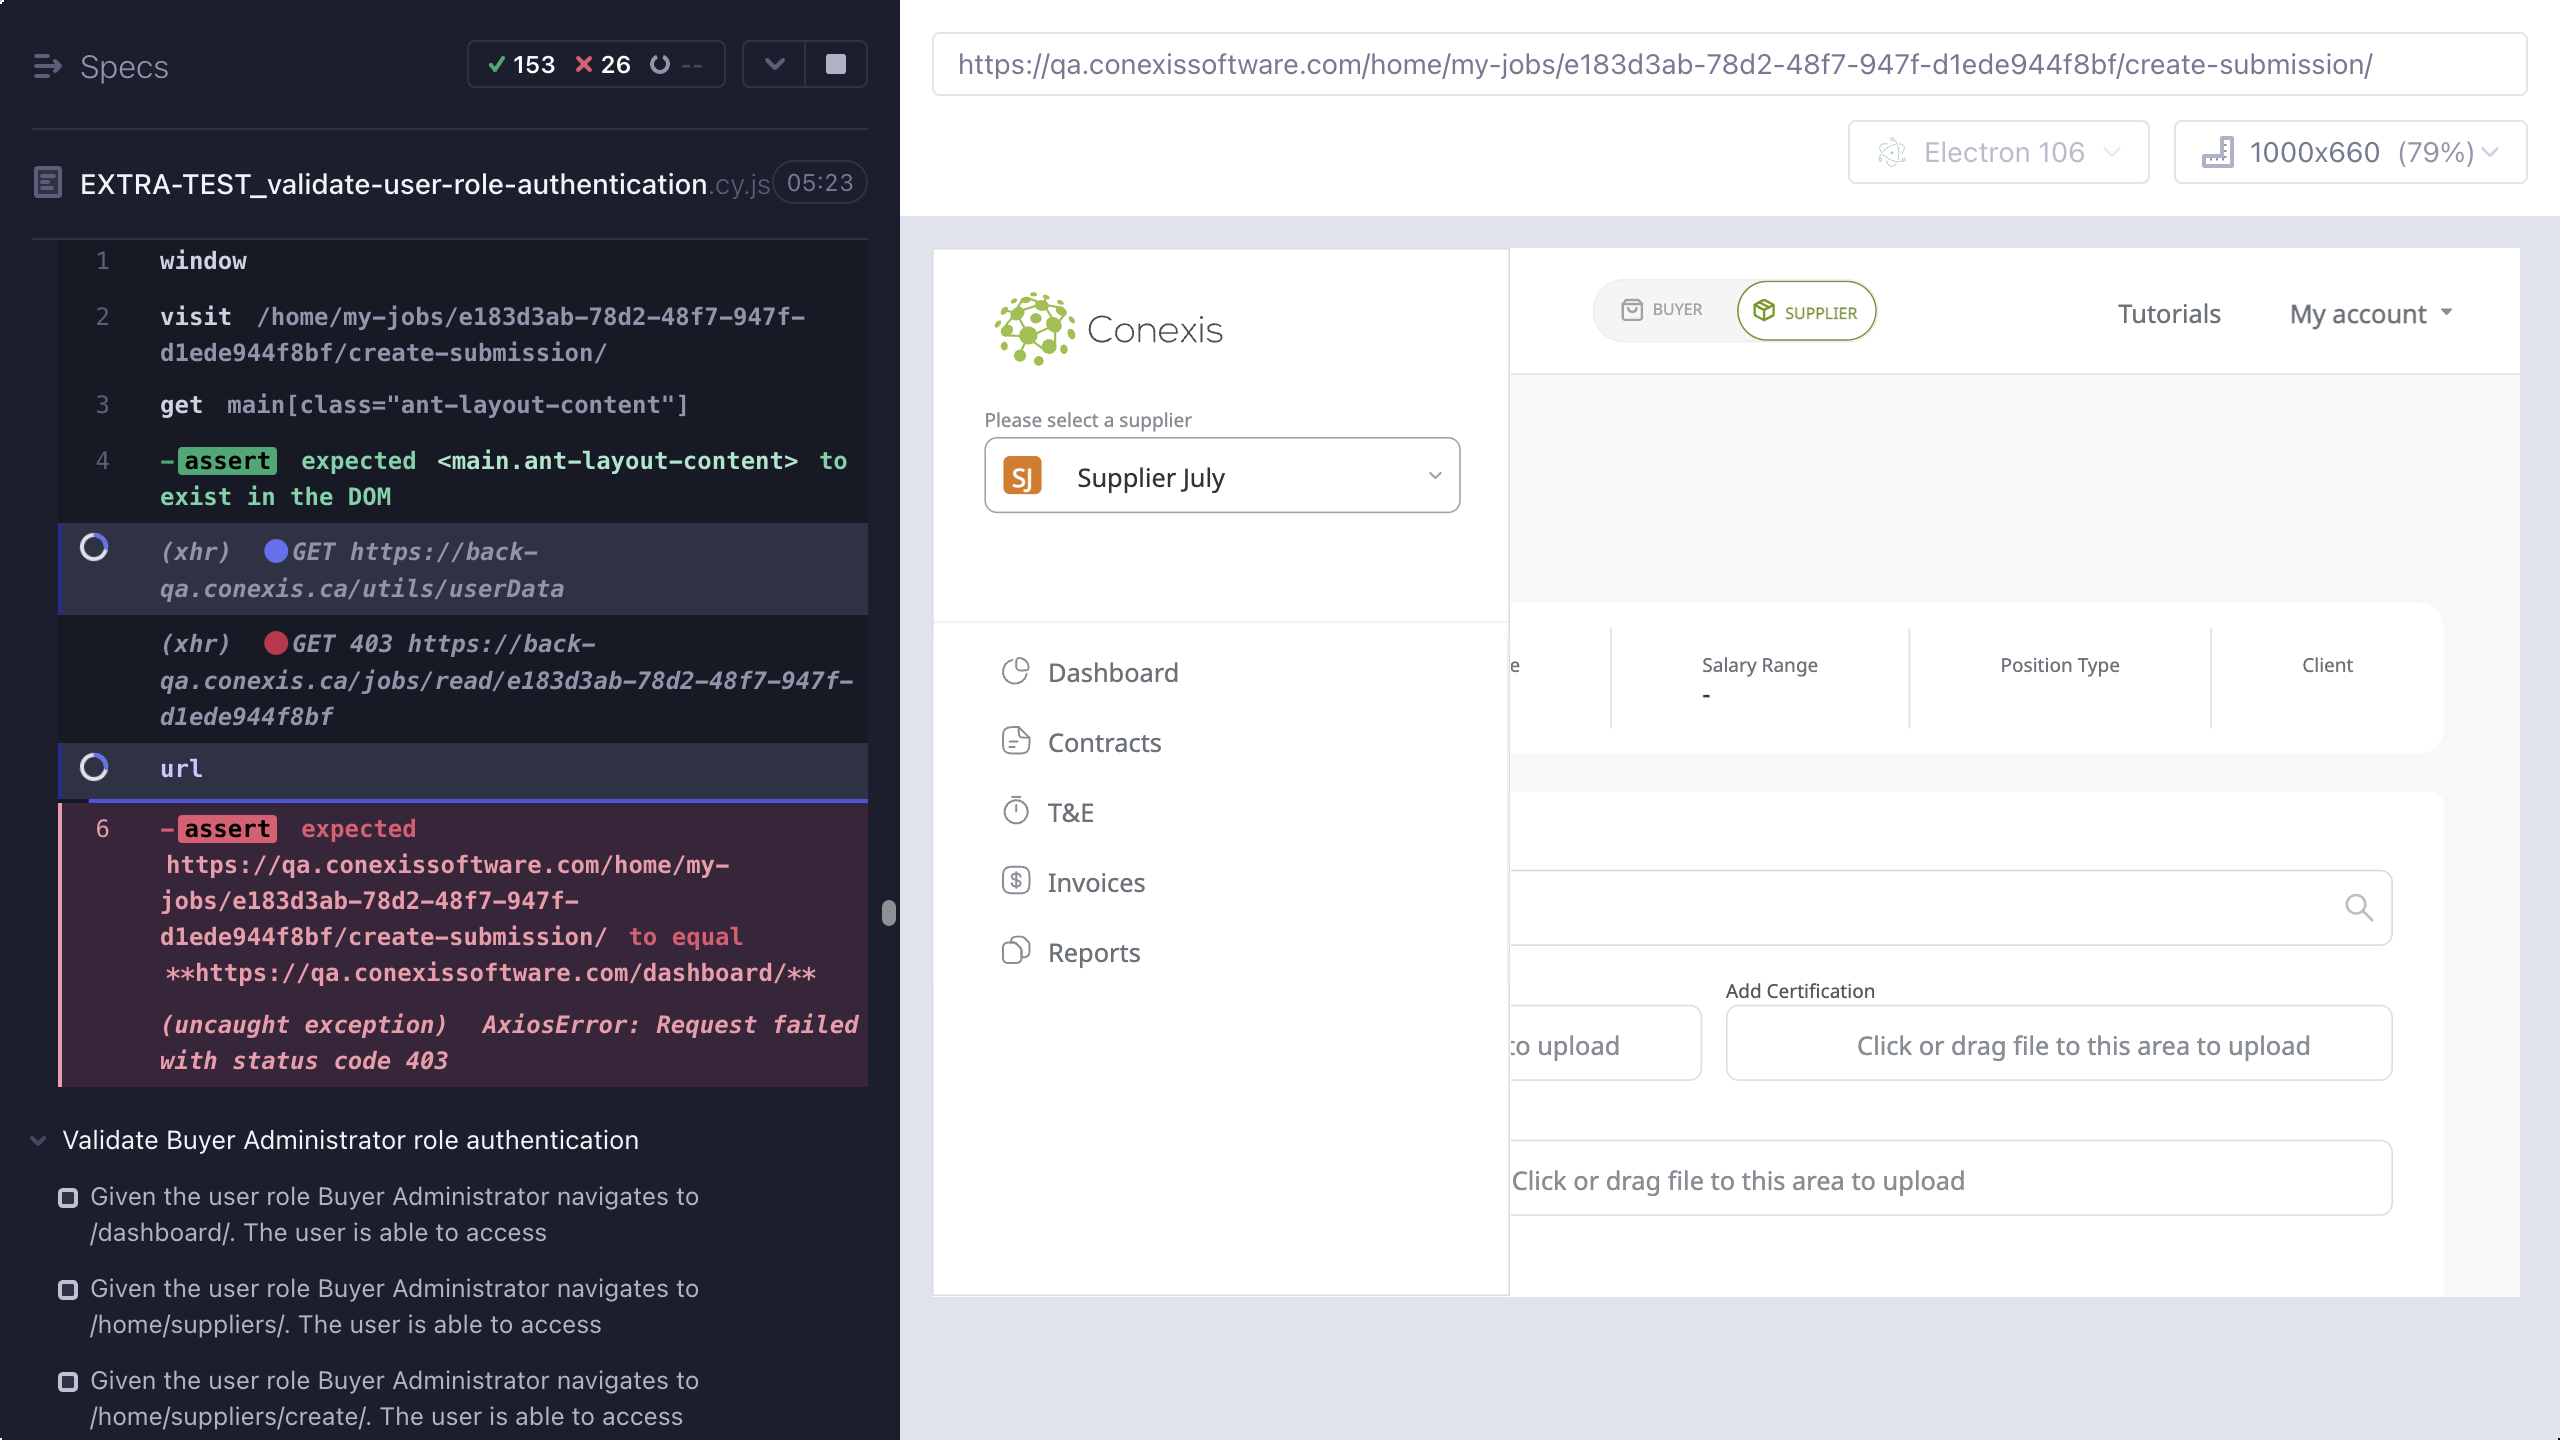 Specs
153 26 --
EXTRA-TEST_validate-user-role-authentication.cy.js 05:23
1 window
2 visit /home/my-jobs/e183d3ab-78d2-48f7-947f-
d1ede944f8bf/create-submission/
3 get main[class="ant-layout-content"]
4 -assert expected <main.ant-layout-content> to
exist in the DOM
(xhr) GET https://back-
qa.conexis.ca/utils/userData
(xhr) GET 403 https://back-
qa.conexis.ca/jobs/read/e183d3ab-78d2-48f7-947f-
d1ede944f8bf
url
6 -assert expected
https://qa.conexissoftware.com/home/my-
jobs/e183d3ab-78d2-48f7-947f-
d1ede944f8bf/create-submission/ to equal
**https://qa.conexissoftware.com/dashboard/**
(uncaught exception) AxiosError: Request failed
with status code 403
Validate Buyer Administrator role authentication
Given the user role Buyer Administrator navigates to
/dashboard/. The user is able to access
Given the user role Buyer Administrator navigates to
/home/suppliers/. The user is able to access
Given the user role Buyer Administrator navigates to
/home/suppliers/create/. The user is able to access
https://qa.conexissoftware.com/home/my-jobs/e183d3ab-78d2-48f7-947f-d1ede944f8bf/create-submission/
Electron 106
1000x660 (79%)
Conexis
BUYER
SUPPLIER
Tutorials
My account
Please select a supplier
SJ Supplier July
Dashboard
Contracts
T&E
Invoices
Reports
e
Salary Range
-
Position Type
Client
Add Certification
to upload
Click or drag file to this area to upload
Click or drag file to this area to upload